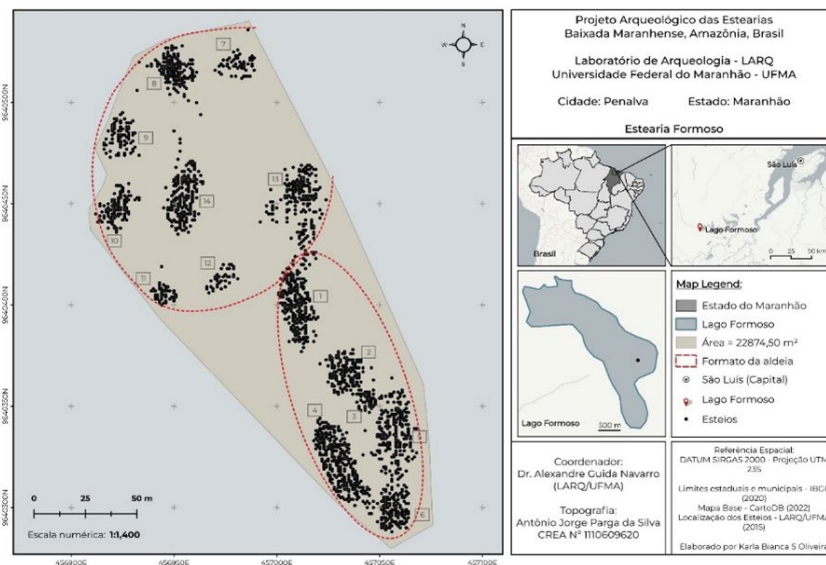 7
8
9
10
11
12
13
14
1
2
3
4
5
6
W
E
S
9640500N
9640450N
9640400N
9640350N
9640300N
0 25 50 m
Escala numérica: 1:1,400
456900 456950 457000 457050 457100
Projeto Arqueológico das Estearias
Baixada Maranhense, Amazônia, Brasil
Laboratório de Arqueologia - LARQ
Universidade Federal do Maranhão - UFMA
Cidade: Penalva Estado: Maranhão
Estearia Formoso
Brasil
São Luís
Lago Formoso
0 25 50 km
Lago Formoso
500 m
Map Legend:
Estado do Maranhão
Lago Formoso
Área = 22874,50 m²
Formato da aldeia
São Luís (Capital)
Lago Formoso
Esteios
Coordenador:
Dr. Alexandre Guida Navarro
(LARQ/UFMA)
Topografia:
Antônio Jorge Parga da Silva
CREA Nº 1110609620
Referência Espacial:
DATUM SIRGAS 2000 - Projeção UTM
23S
Limites estaduais e municipais - IBGE
(2020)
Mapa Base - CartoDB (2022)
Localização dos Esteios - LARQ/UFMA
(2015)
Elaborado por Karla Bianca S Oliveira